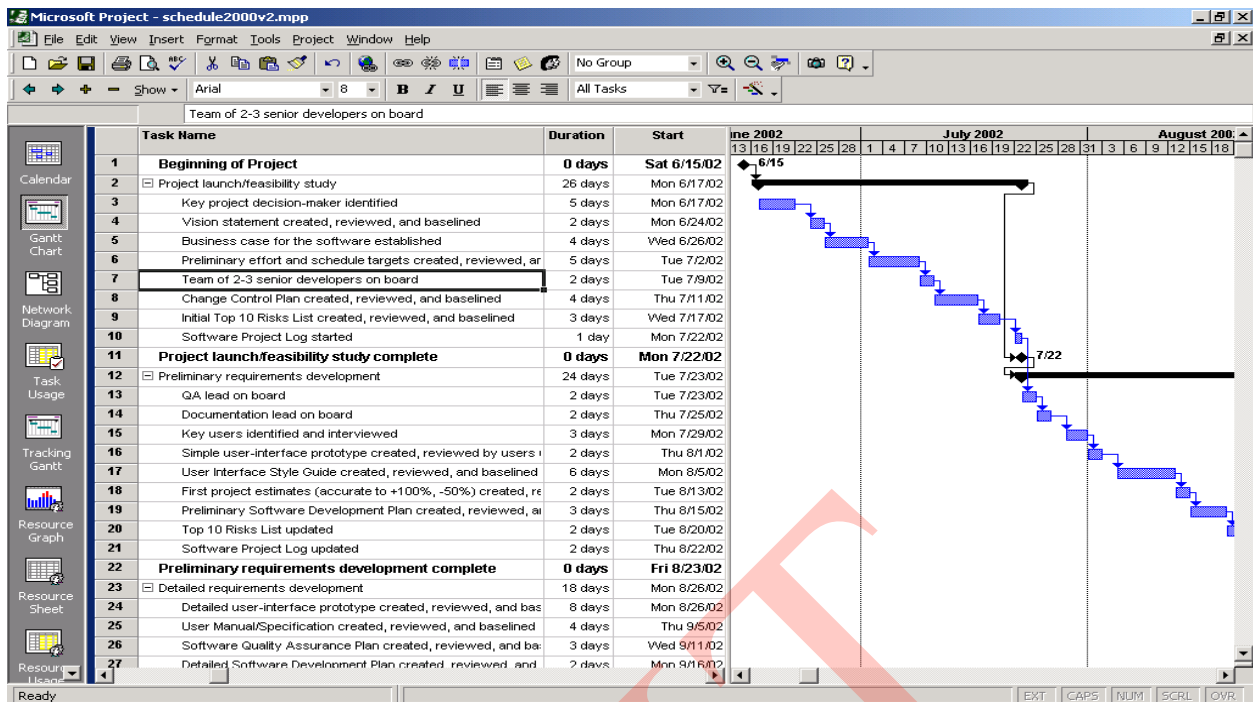 Microsoft Project - schedule2000v2.mpp
File Edit View Insert Format Tools Project Window Help
No Group
Show Arial 8 B I U All Tasks
Team of 2-3 senior developers on board
Task Name Duration Start ne 2002 July 2002 August 200
13 16 19 22 25 28 1 4 7 10 13 16 19 22 25 28 31 3 6 9 12 15 18
1 Beginning of Project 0 days Sat 6/15/02 6/15
2 Project launch/feasibility study 26 days Mon 6/17/02
3 Key project decision-maker identified 5 days Mon 6/17/02
4 Vision statement created, reviewed, and baselined 2 days Mon 6/24/02
5 Business case for the software established 4 days Wed 6/26/02
6 Preliminary effort and schedule targets created, reviewed, ar 5 days Tue 7/2/02
7 Team of 2-3 senior developers on board 2 days Tue 7/9/02
8 Change Control Plan created, reviewed, and baselined 4 days Thu 7/11/02
9 Initial Top 10 Risks List created, reviewed, and baselined 3 days Wed 7/17/02
10 Software Project Log started 1 day Mon 7/22/02
11 Project launch/feasibility study complete 0 days Mon 7/22/02 7/22
12 Preliminary requirements development 24 days Tue 7/23/02
13 QA lead on board 2 days Tue 7/23/02
14 Documentation lead on board 2 days Thu 7/25/02
15 Key users identified and interviewed 3 days Mon 7/29/02
16 Simple user-interface prototype created, reviewed by users 2 days Thu 8/1/02
17 User Interface Style Guide created, reviewed, and baselined 6 days Mon 8/5/02
18 First project estimates (accurate to +100%, -50%) created, re 2 days Tue 8/13/02
19 Preliminary Software Development Plan created, reviewed, ai 3 days Thu 8/15/02
20 Top 10 Risks List updated 2 days Tue 8/20/02
21 Software Project Log updated 2 days Thu 8/22/02
22 Preliminary requirements development complete 0 days Fri 8/23/02
23 Detailed requirements development 18 days Mon 8/26/02
24 Detailed user-interface prototype created, reviewed, and bas 8 days Mon 8/26/02
25 User Manual/Specification created, reviewed, and baselined 4 days Thu 9/5/02
26 Software Quality Assurance Plan created, reviewed, and ba 3 days Wed 9/11/02
27 Detailed Software Development Plan created, reviewed, and 2 days Mon 9/16/02
Calendar
Gantt
Chart
Network
Diagram
Task
Usage
Tracking
Gantt
Resource
Graph
Resource
Sheet
Resource
Usage
Ready EXT CAPS NUM SCRL OVR